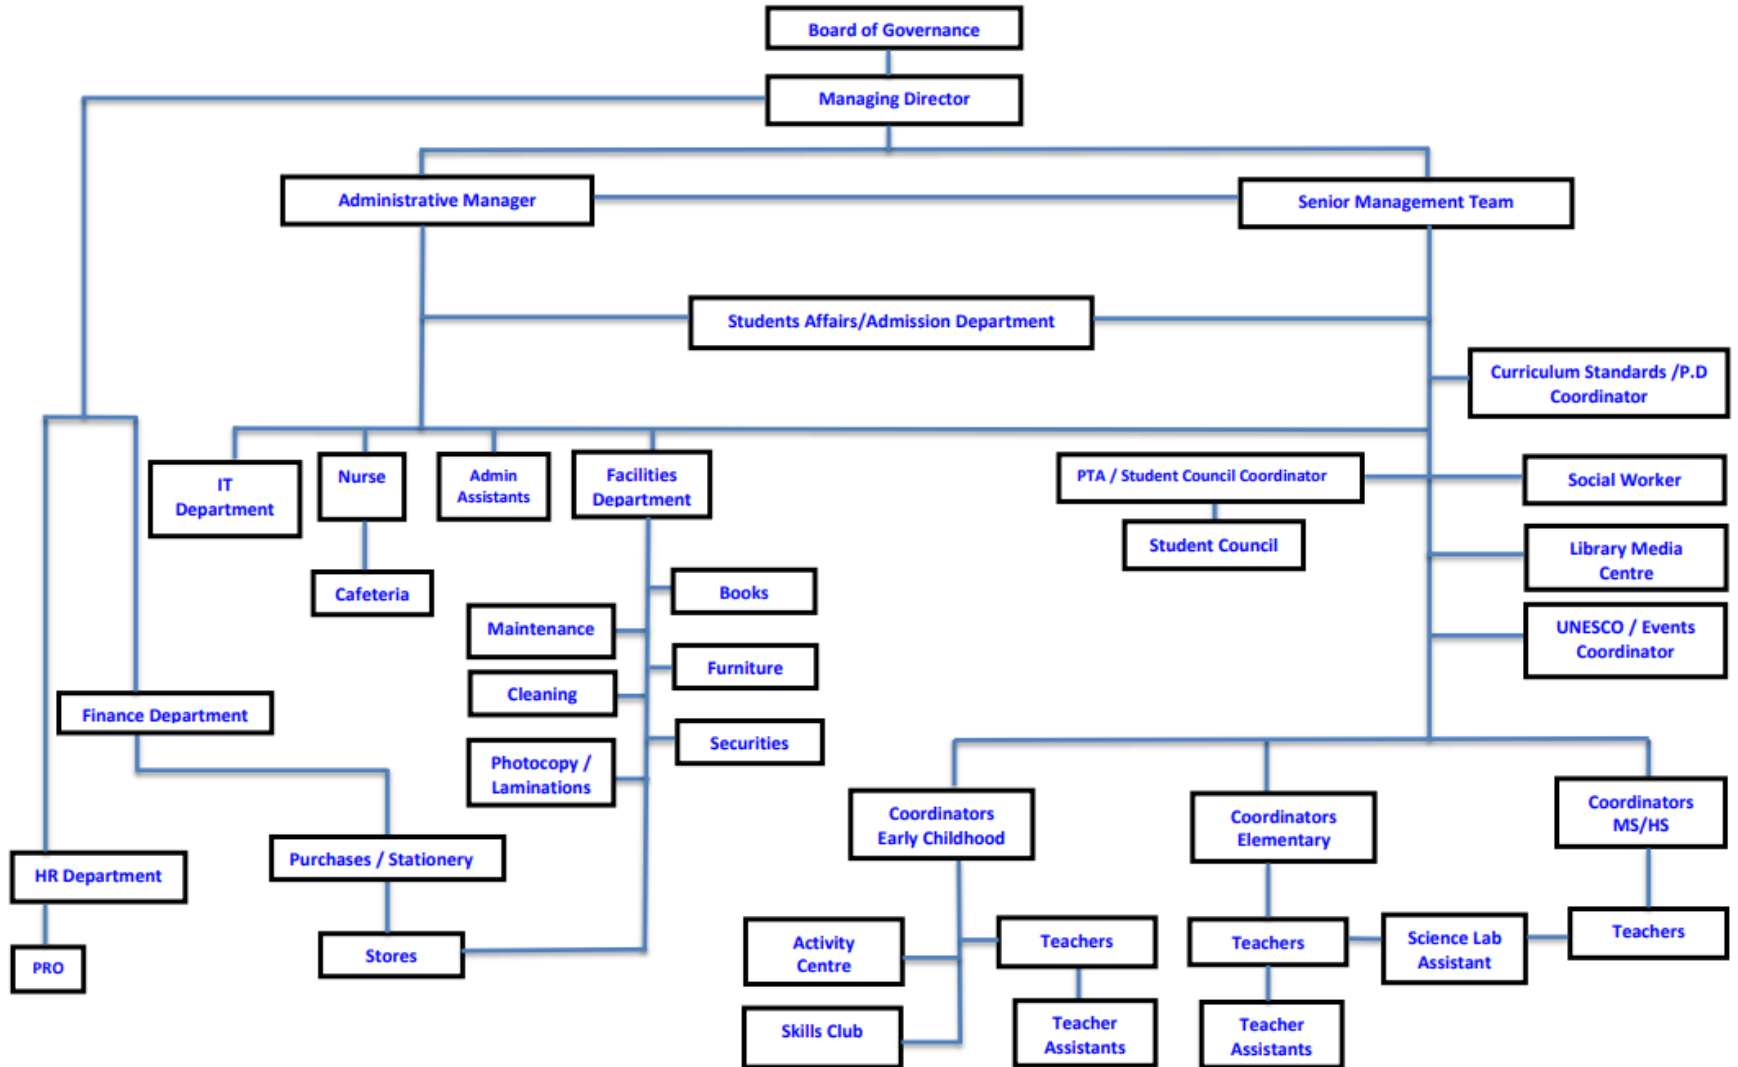 Board of Governance
Managing Director
Administrative Manager
Senior Management Team
Students Affairs/Admission Department
Curriculum Standards /P.D
Coordinator
IT
Department
Nurse
Admin
Assistants
Facilities
Department
PTA / Student Council Coordinator
Social Worker
Student Council
Library Media
Centre
Cafeteria
Books
Maintenance
UNESCO / Events
Coordinator
Furniture
Cleaning
Finance Department
Securities
Photocopy /
Laminations
Coordinators
Early Childhood
Coordinators
Elementary
Coordinators
MS/HS
Purchases / Stationery
HR Department
Activity
Centre
Teachers
Teachers
Science Lab
Assistant
Teachers
Stores
PRO
Skills Club
Teacher
Assistants
Teacher
Assistants